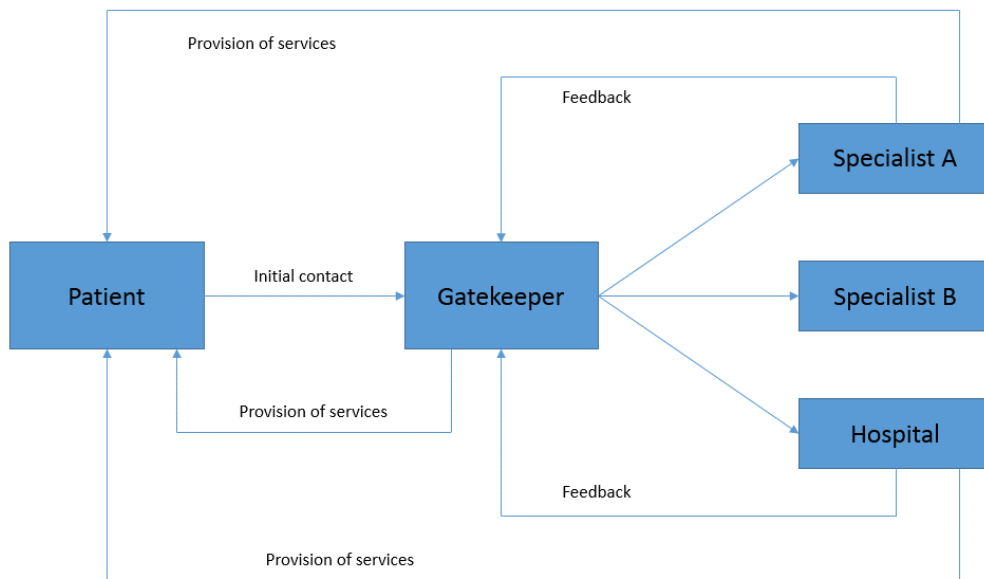 Provision of services
Feedback
Specialist A
Initial contact
Patient
Gatekeeper
Specialist B
Provision of services
Hospital
Feedback
Provision of services